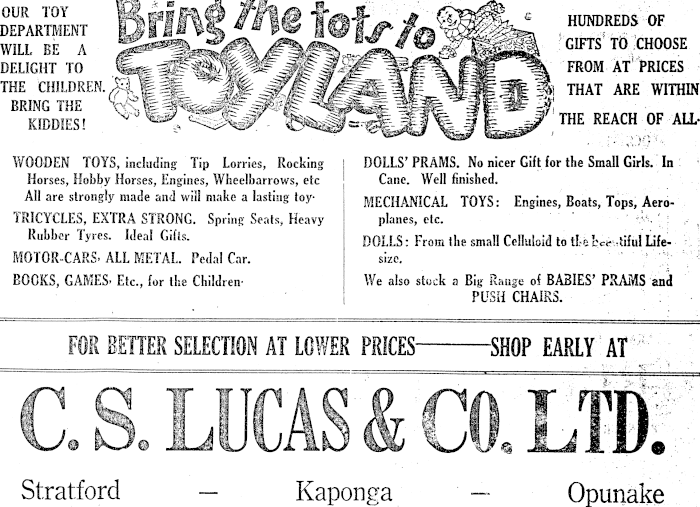 OUR TOY
DEPARTMENT
WILL BE A
DELIGHT TO
THE CHILDREN.
BRING THE
KIDDIES!
Bring the tots to
TOYLAND
HUNDREDS OF
GIFTS TO CHOOSE
FROM AT PRICES
THAT ARE WITHIN
THE REACH OF ALL.
WOODEN TOYS, including Tip Lorries, Rocking
Horses, Hobby Horses, Engines, Wheelbarrows, etc
All are strongly made and will make a lasting toy.
TRICYCLES, EXTRA STRONG. Spring Seats, Heavy
Rubber Tyres. Ideal Gifts.
MOTOR-CARS, ALL METAL. Pedal Car.
BOOKS, GAMES, Etc., for the Children.
DOLLS' PRAMS. No nicer Gift for the Small Girls. In
Cane. Well finished.
MECHANICAL TOYS: Engines, Boats, Tops, Aero-
planes, etc.
DOLLS: From the small Celluloid to the beautiful Life-
size.
We also stock a Big Range of BABIES' PRAMS and
PUSH CHAIRS.
FOR BETTER SELECTION AT LOWER PRICES——SHOP EARLY AT
C. S. LUCAS & CO. LTD.
Stratford — Kaponga — Opunake